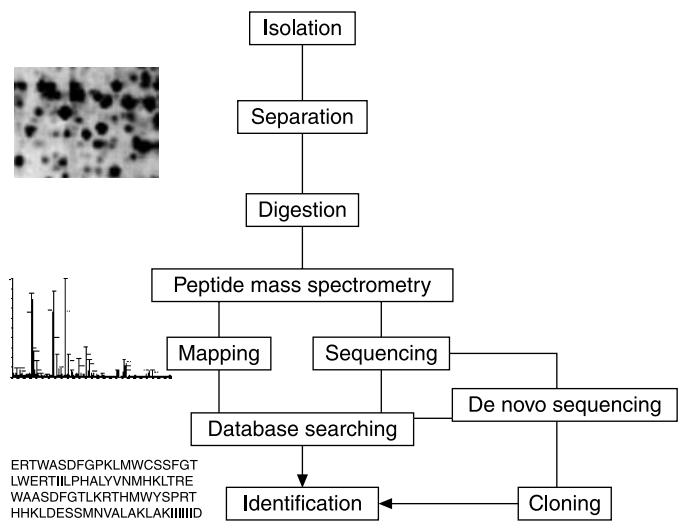 Isolation
Separation
Digestion
Peptide mass spectrometry
Mapping
Sequencing
De novo sequencing
Database searching
ERTWASDFGPKLMWCSSFGT
LWERTIILPHALYVNMHKLTRE
WAASDFGTLKRTHMWYSPRT
HHKLDESSMNVALAKLAKIIIIIID
Identification
Cloning